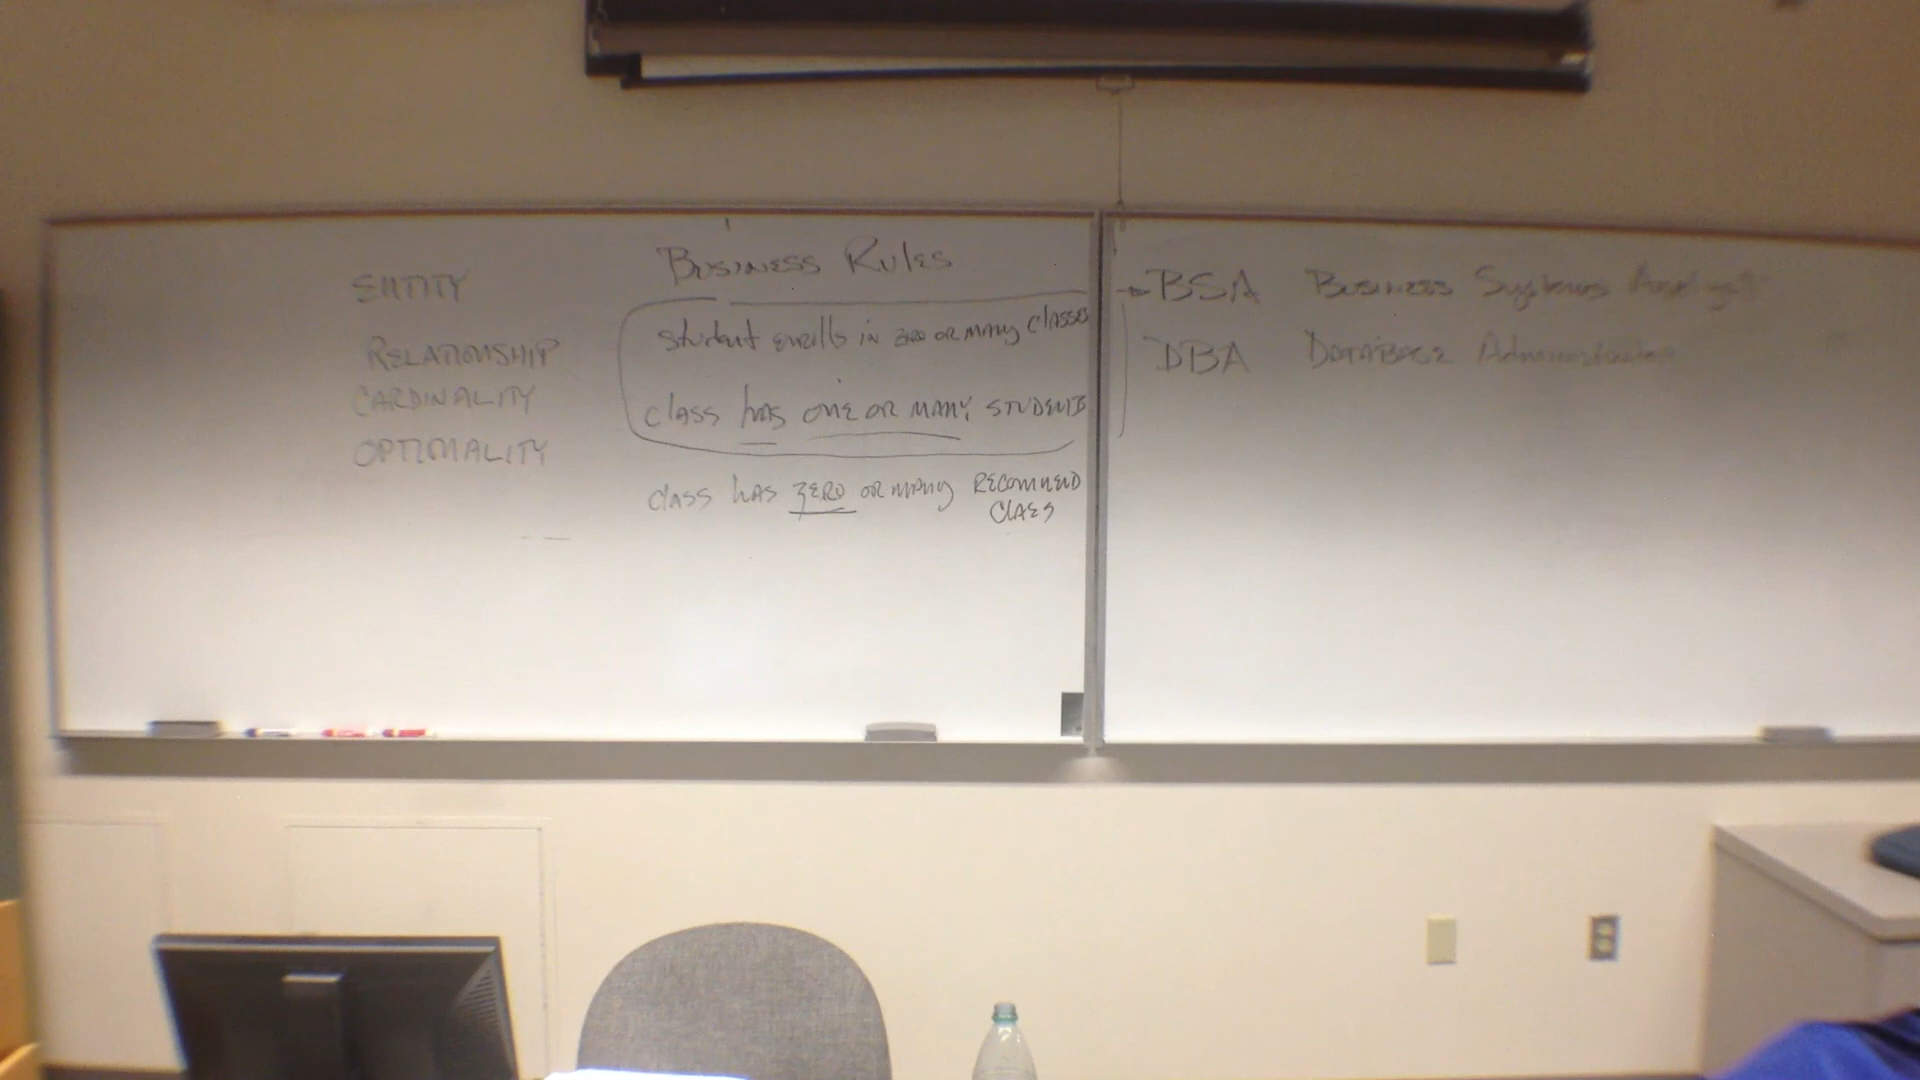 ENTITY
RELATIONSHIP
CARDINALITY
OPTIMALITY
Business Rules
Student enrolls in zero or many classes
class has one or many students
class has zero or many recommend
class
BSA Business Systems Analyst
DBA Database Administrator